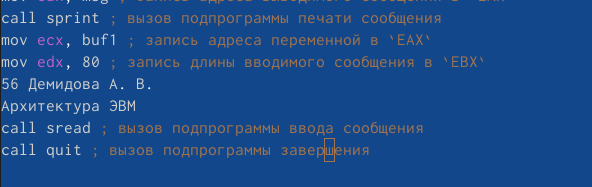 call sprint ; вызов подпрограммы печати сообщения
mov ecx, buf1 ; запись адреса переменной в `EAX`
mov edx, 80 ; запись длины вводимого сообщения в `EBX`
56 Демидова А. В.
Архитектура ЭВМ
call sread ; вызов подпрограммы ввода сообщения
call quit ; вызов подпрограммы завершения